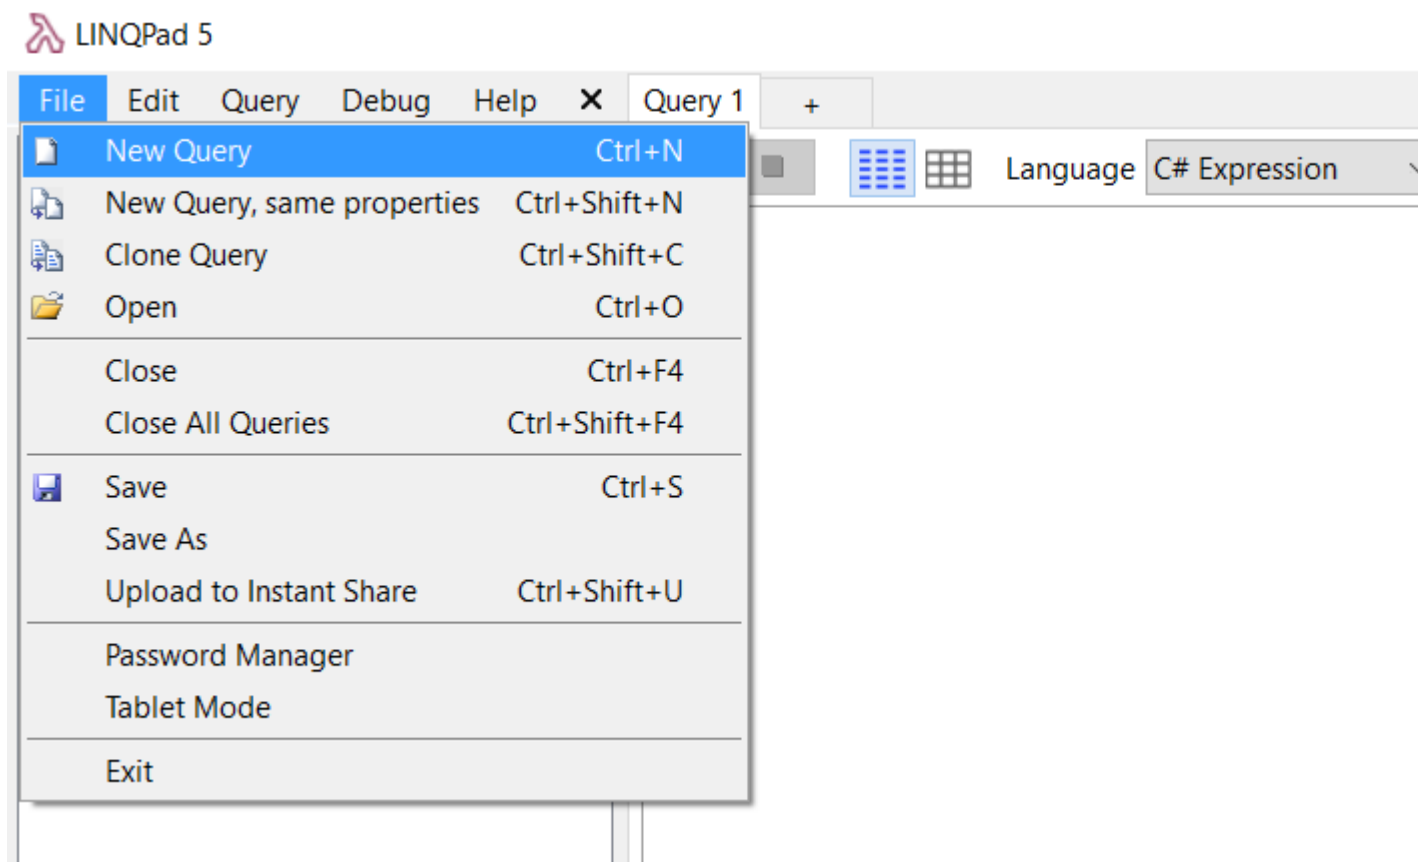 LINQPad 5
File Edit Query Debug Help Query 1 +
New Query Ctrl+N
Language C# Expression
New Query, same properties Ctrl+Shift+N
Clone Query Ctrl+Shift+C
Open Ctrl+O
Close Ctrl+F4
Close All Queries Ctrl+Shift+F4
Save Ctrl+S
Save As
Upload to Instant Share Ctrl+Shift+U
Password Manager
Tablet Mode
Exit